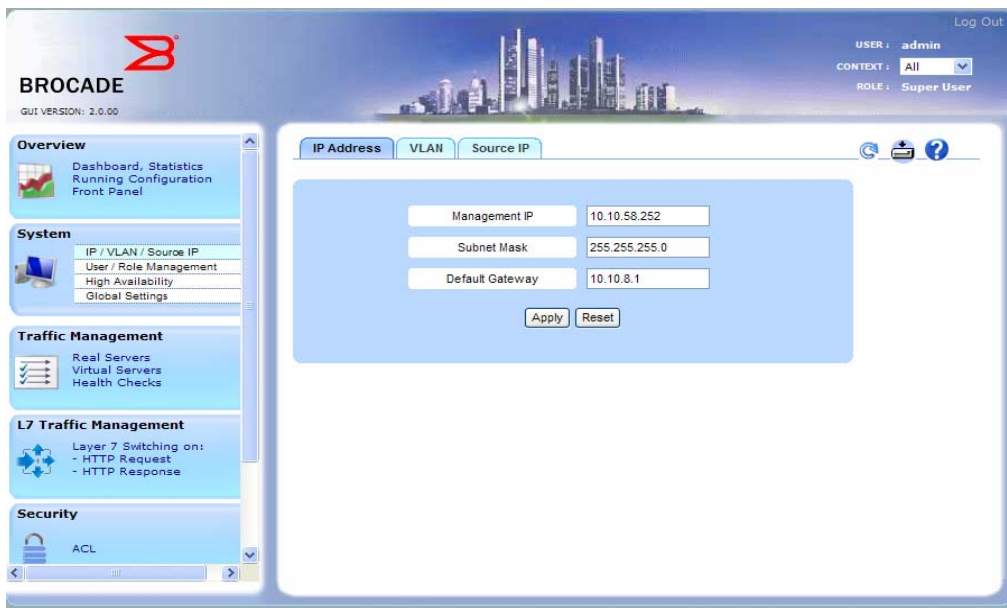 Log Out
USER : admin
CONTEXT : All
ROLE : Super User
BROCADE
GUI VERSION: 2.0.00
Overview
Dashboard, Statistics
Running Configuration
Front Panel
System
IP / VLAN / Source IP
User / Role Management
High Availability
Global Settings
Traffic Management
Real Servers
Virtual Servers
Health Checks
L7 Traffic Management
Layer 7 Switching on:
- HTTP Request
- HTTP Response
Security
ACL
IP Address VLAN Source IP
Management IP 10.10.58.252
Subnet Mask 255.255.255.0
Default Gateway 10.10.8.1
Apply Reset